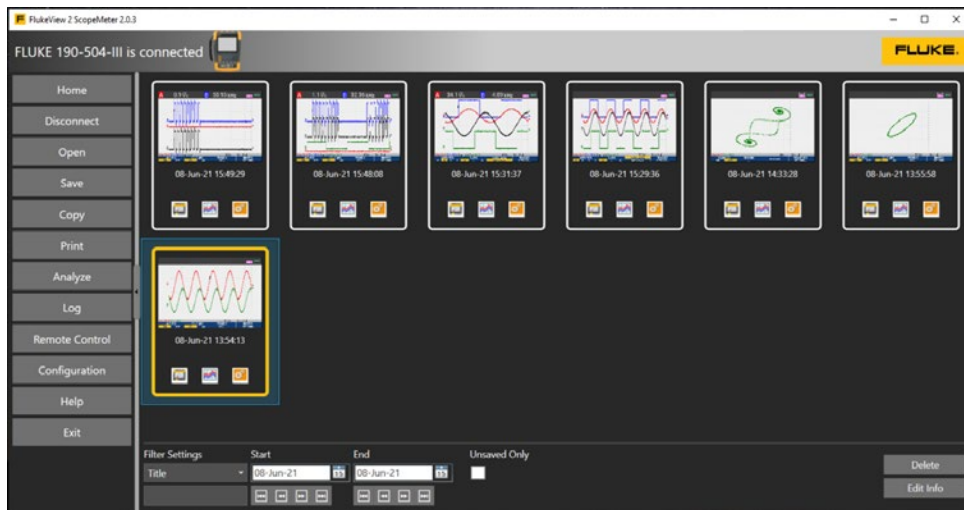 FlukeView 2 ScopeMeter 2.0.3
FLUKE 190-504-III is connected
FLUKE.
Home
Disconnect
Open
Save
Copy
Print
Analyze
Log
Remote Control
Configuration
Help
Exit
08-Jun-21 15:49:29
08-Jun-21 15:48:08
08-Jun-21 15:31:37
08-Jun-21 15:29:36
08-Jun-21 14:33:28
08-Jun-21 13:55:58
08-Jun-21 13:54:13
Filter Settings
Start
End
Unsaved Only
Title
08-Jun-21
15
08-Jun-21
15
Delete
Edit Info